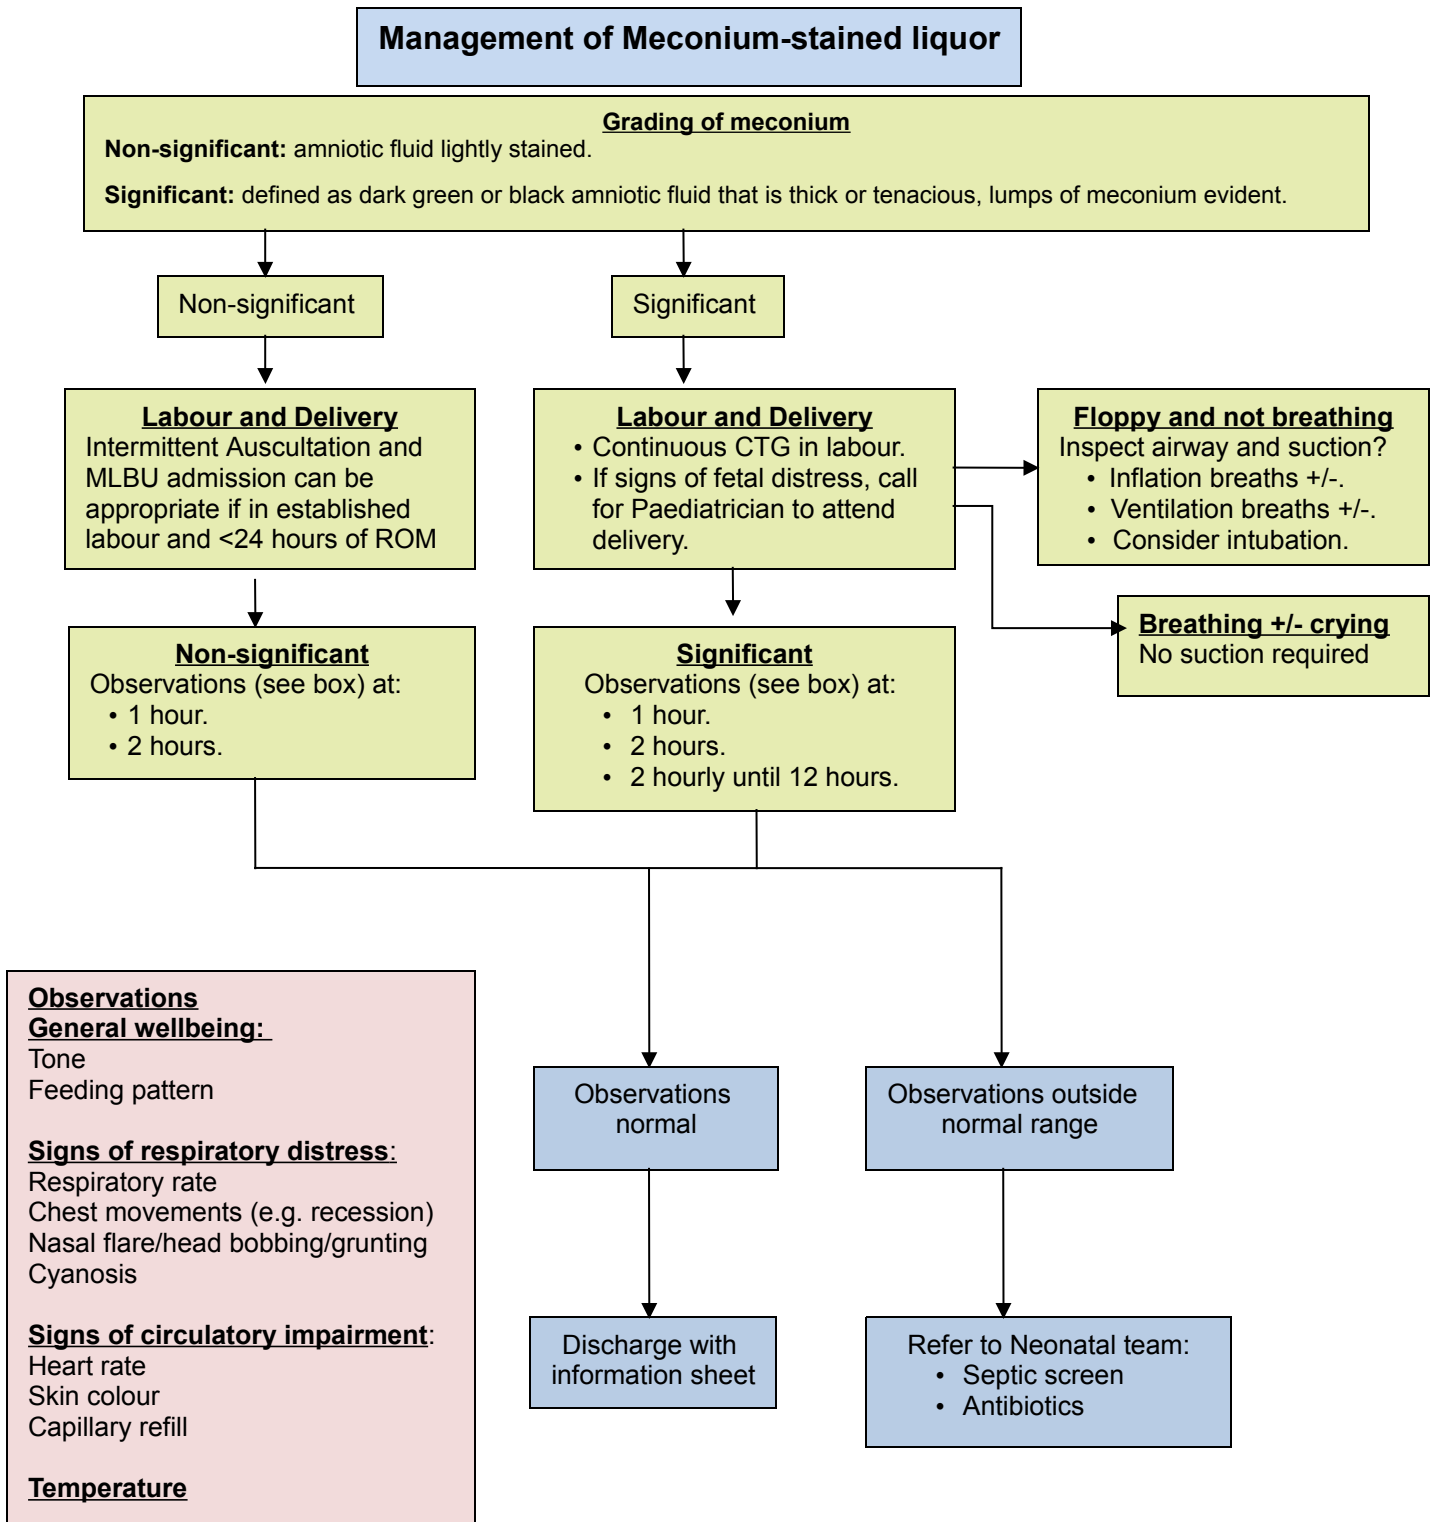 Management of Meconium-stained liquor
Grading of meconium
Non-significant: amniotic fluid lightly stained.
Significant: defined as dark green or black amniotic fluid that is thick or tenacious, lumps of meconium evident.
Non-significant
Significant
Labour and Delivery
Intermittent Auscultation and
MLBU admission can be
appropriate if in established
labour and <24 hours of ROM
Labour and Delivery
• Continuous CTG in labour.
• If signs of fetal distress, call
for Paediatrician to attend
delivery.
Floppy and not breathing
Inspect airway and suction?
• Inflation breaths +/-.
• Ventilation breaths +/-.
• Consider intubation.
Breathing +/- crying
No suction required
Non-significant
Observations (see box) at:
• 1 hour.
• 2 hours.
Significant
Observations (see box) at:
• 1 hour.
• 2 hours.
• 2 hourly until 12 hours.
Observations
General wellbeing:
Tone
Feeding pattern
Signs of respiratory distress:
Respiratory rate
Chest movements (e.g. recession)
Nasal flare/head bobbing/grunting
Cyanosis
Signs of circulatory impairment:
Heart rate
Skin colour
Capillary refill
Temperature
Observations
normal
Observations outside
normal range
Discharge with
information sheet
Refer to Neonatal team:
• Septic screen
• Antibiotics